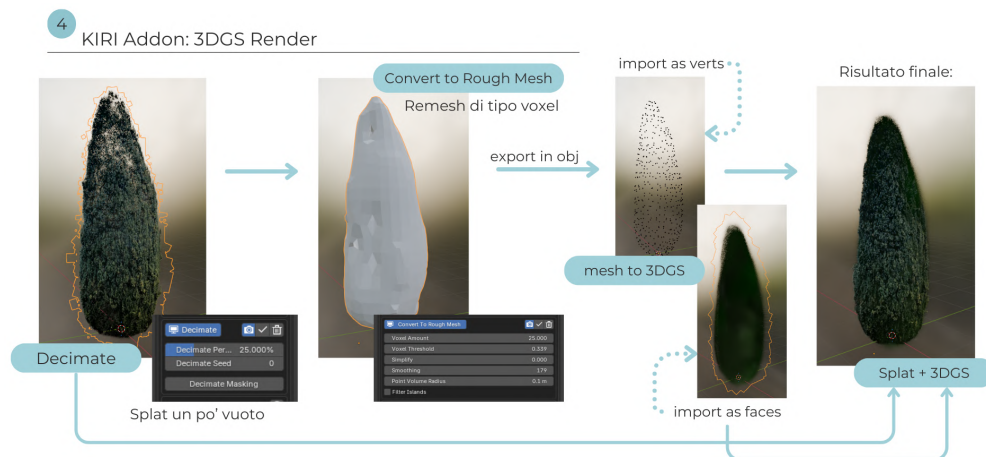 4
KIRI Addon: 3DGS Render
Convert to Rough Mesh
Remesh di tipo voxel
import as verts
Risultato finale:
export in obj
mesh to 3DGS
Decimate
Decimate Per... 25.000%
Decimate Seed 0
Decimate Masking
Convert To Rough Mesh
Voxel Amount 25.000
Voxel Threshold 0.339
Simplify 0.000
Smoothing 179
Point Volume Radius 0.1 m
Filter Islands
Decimate
Splat un po' vuoto
import as faces
Splat + 3DGS